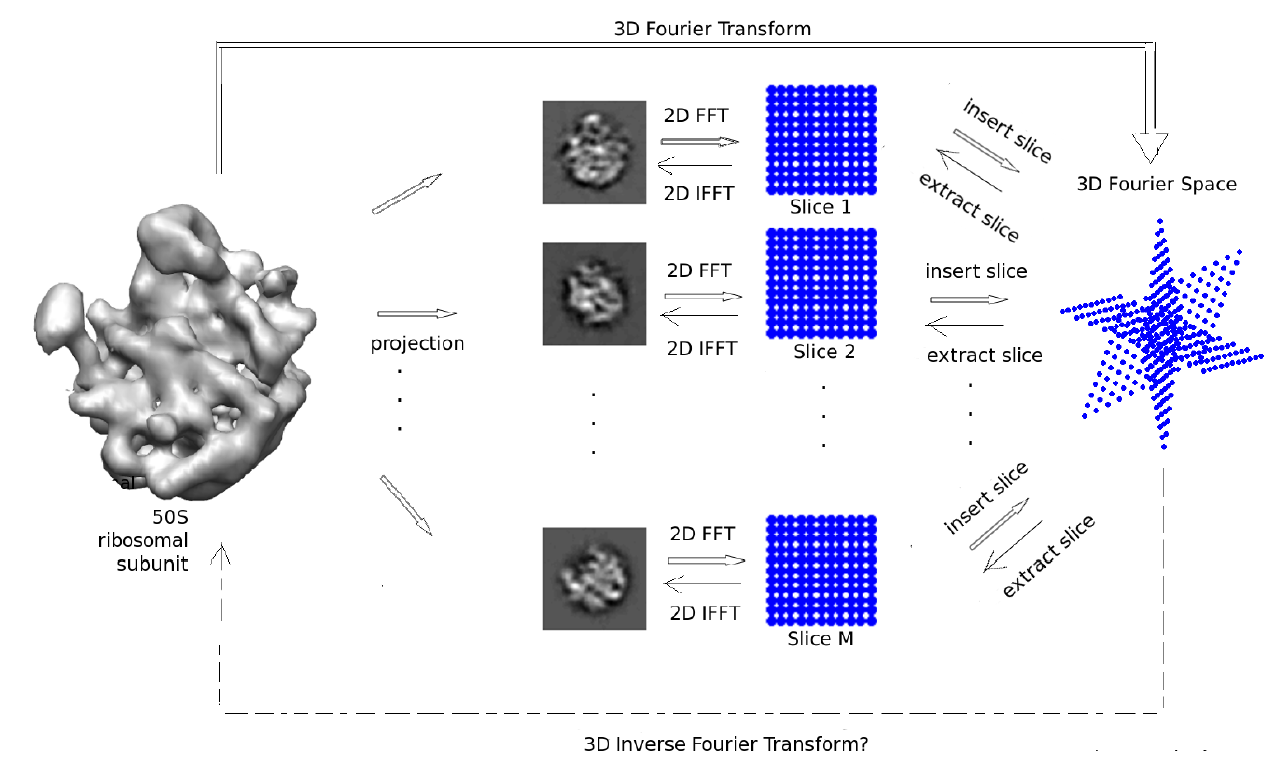 3D Fourier Transform
2D FFT
2D IFFT
Slice 1
insert slice
extract slice
3D Fourier Space
2D FFT
2D IFFT
Slice 2
insert slice
extract slice
projection
50S
ribosomal
subunit
2D FFT
2D IFFT
Slice M
insert slice
extract slice
3D Inverse Fourier Transform?